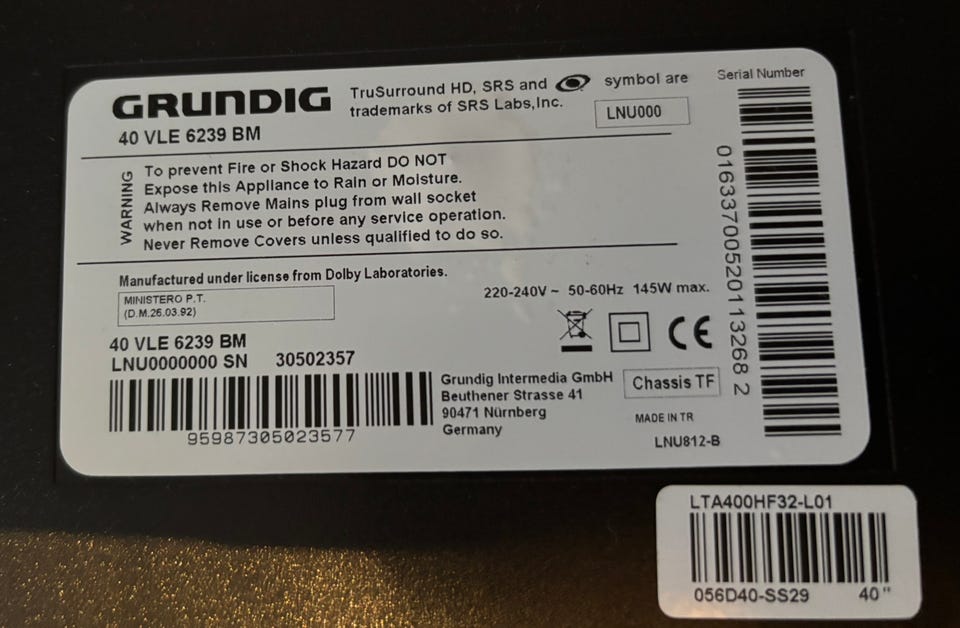 GRUNDIG
40 VLE 6239 BM
TruSurround HD, SRS and symbol are
trademarks of SRS Labs,Inc.
LNU000
Serial Number
WARNING
To prevent Fire or Shock Hazard DO NOT
Expose this Appliance to Rain or Moisture.
Always Remove Mains plug from wall socket
when not in use or before any service operation.
Never Remove Covers unless qualified to do so.
Manufactured under license from Dolby Laboratories.
MINISTERO P.T.
(D.M.26.03.92)
220-240V ~ 50-60Hz 145W max.
CE
40 VLE 6239 BM
LNU0000000 SN 30502357
95987305023577
Grundig Intermedia GmbH
Beuthener Strasse 41
90471 Nürnberg
Germany
Chassis TF
MADE IN TR
LNU812-B
01633700520113268 2
LTA400HF32-L01
056D40-SS29 40"